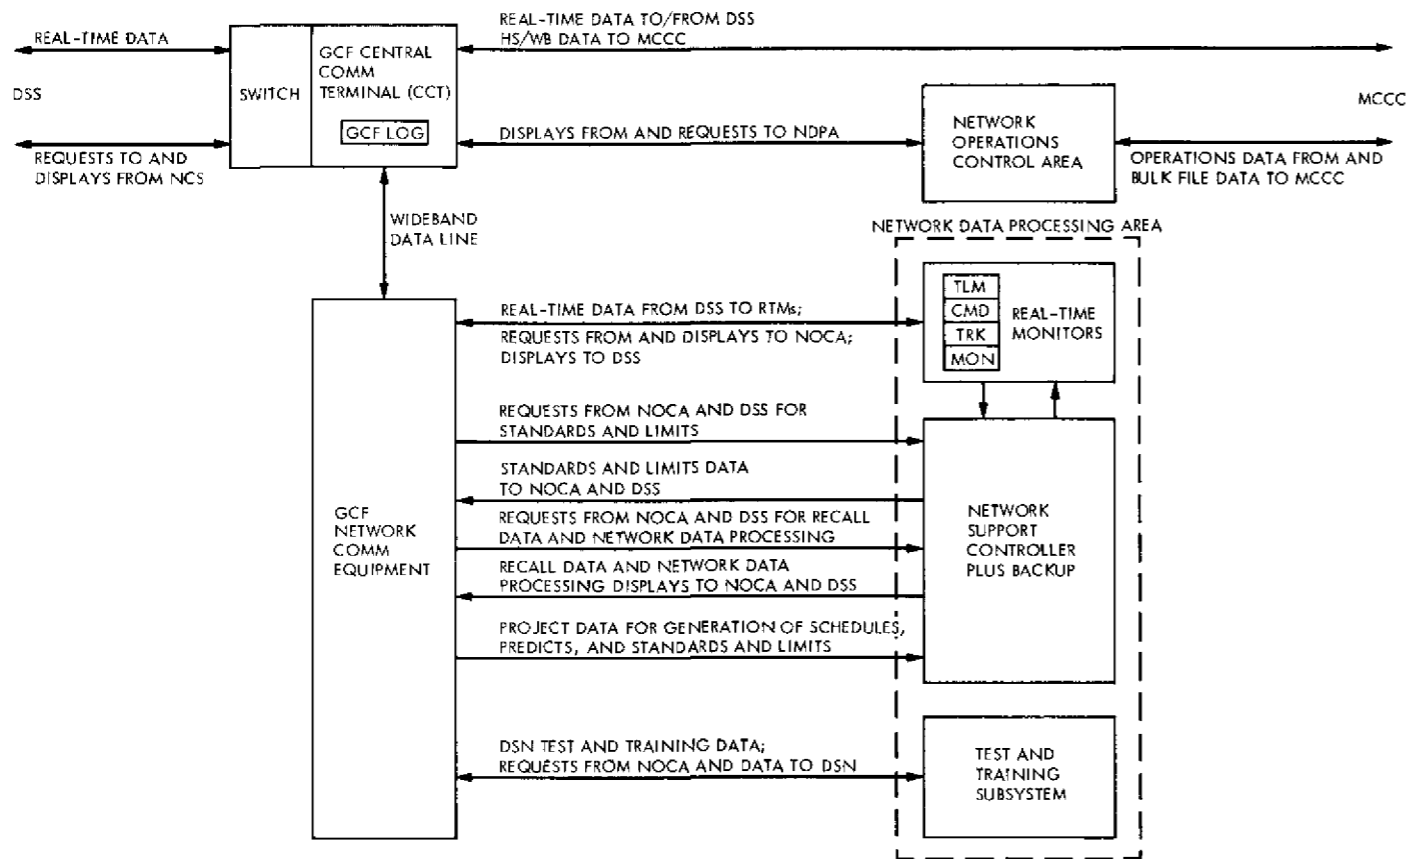 REAL-TIME DATA
DSS
REQUESTS TO AND
DISPLAYS FROM NCS
SWITCH
GCF CENTRAL
COMM
TERMINAL (CCT)
GCF LOG
REAL-TIME DATA TO/FROM DSS
HS/WB DATA TO MCCC
DISPLAYS FROM AND REQUESTS TO NDPA
NETWORK
OPERATIONS
CONTROL AREA
MCCC
OPERATIONS DATA FROM AND
BULK FILE DATA TO MCCC
WIDEBAND
DATA LINE
NETWORK DATA PROCESSING AREA
GCF
NETWORK
COMM
EQUIPMENT
REAL-TIME DATA FROM DSS TO RTMs;
REQUESTS FROM AND DISPLAYS TO NOCA;
DISPLAYS TO DSS
TLM
CMD
TRK
MON
REAL-TIME
MONITORS
REQUESTS FROM NOCA AND DSS FOR
STANDARDS AND LIMITS
STANDARDS AND LIMITS DATA
TO NOCA AND DSS
REQUESTS FROM NOCA AND DSS FOR RECALL
DATA AND NETWORK DATA PROCESSING
RECALL DATA AND NETWORK DATA
PROCESSING DISPLAYS TO NOCA AND DSS
PROJECT DATA FOR GENERATION OF SCHEDULES,
PREDICTS, AND STANDARDS AND LIMITS
NETWORK
SUPPORT
CONTROLLER
PLUS BACKUP
DSN TEST AND TRAINING DATA;
REQUESTS FROM NOCA AND DATA TO DSN
TEST AND
TRAINING
SUBSYSTEM